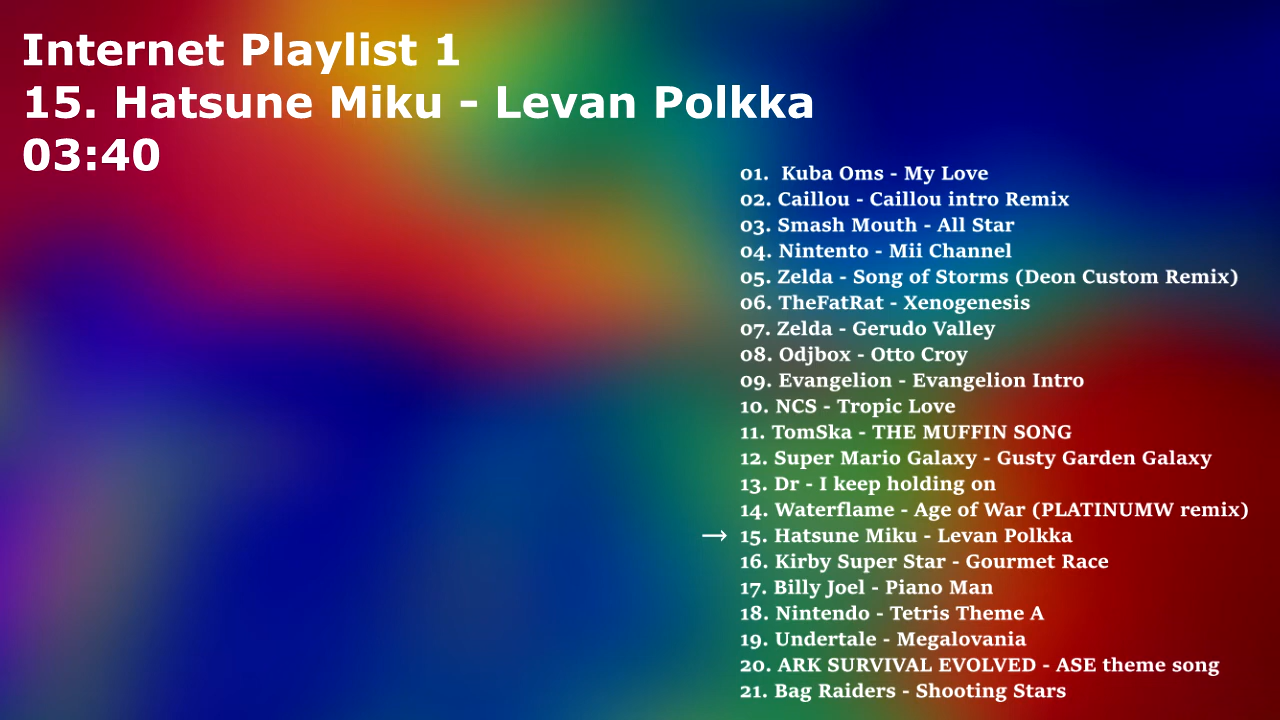 Internet Playlist 1
15. Hatsune Miku - Levan Polkka
03:40
01. Kuba Oms - My Love
02. Caillou - Caillou intro Remix
03. Smash Mouth - All Star
04. Nintento - Mii Channel
05. Zelda - Song of Storms (Deon Custom Remix)
06. TheFatRat - Xenogenesis
07. Zelda - Gerudo Valley
08. Odjbox - Otto Croy
09. Evangelion - Evangelion Intro
10. NCS - Tropic Love
11. TomSka - THE MUFFIN SONG
12. Super Mario Galaxy - Gusty Garden Galaxy
13. Dr - I keep holding on
14. Waterflame - Age of War (PLATINUMW remix)
→ 15. Hatsune Miku - Levan Polkka
16. Kirby Super Star - Gourmet Race
17. Billy Joel - Piano Man
18. Nintendo - Tetris Theme A
19. Undertale - Megalovania
20. ARK SURVIVAL EVOLVED - ASE theme song
21. Bag Raiders - Shooting Stars